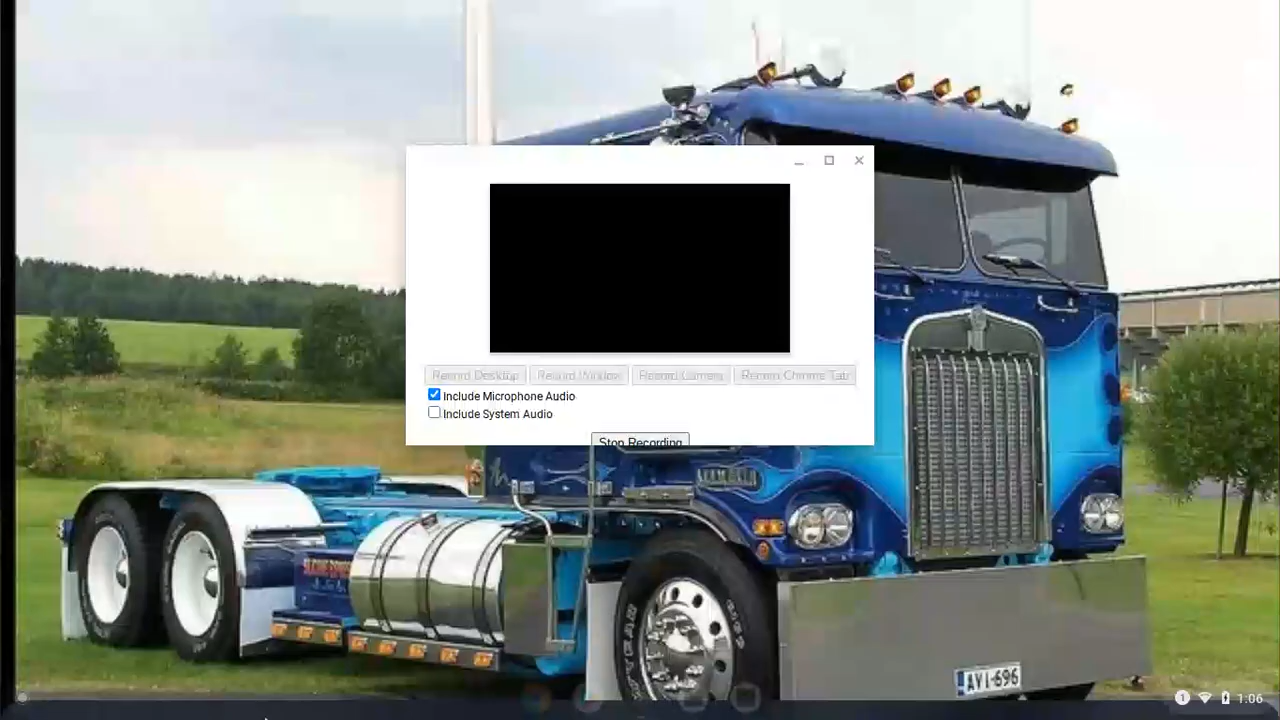 Record Desktop Record Window Record Camera Record Chrome Tab
Include Microphone Audio
Include System Audio
Stop Recording
AVI-696
1 1:06